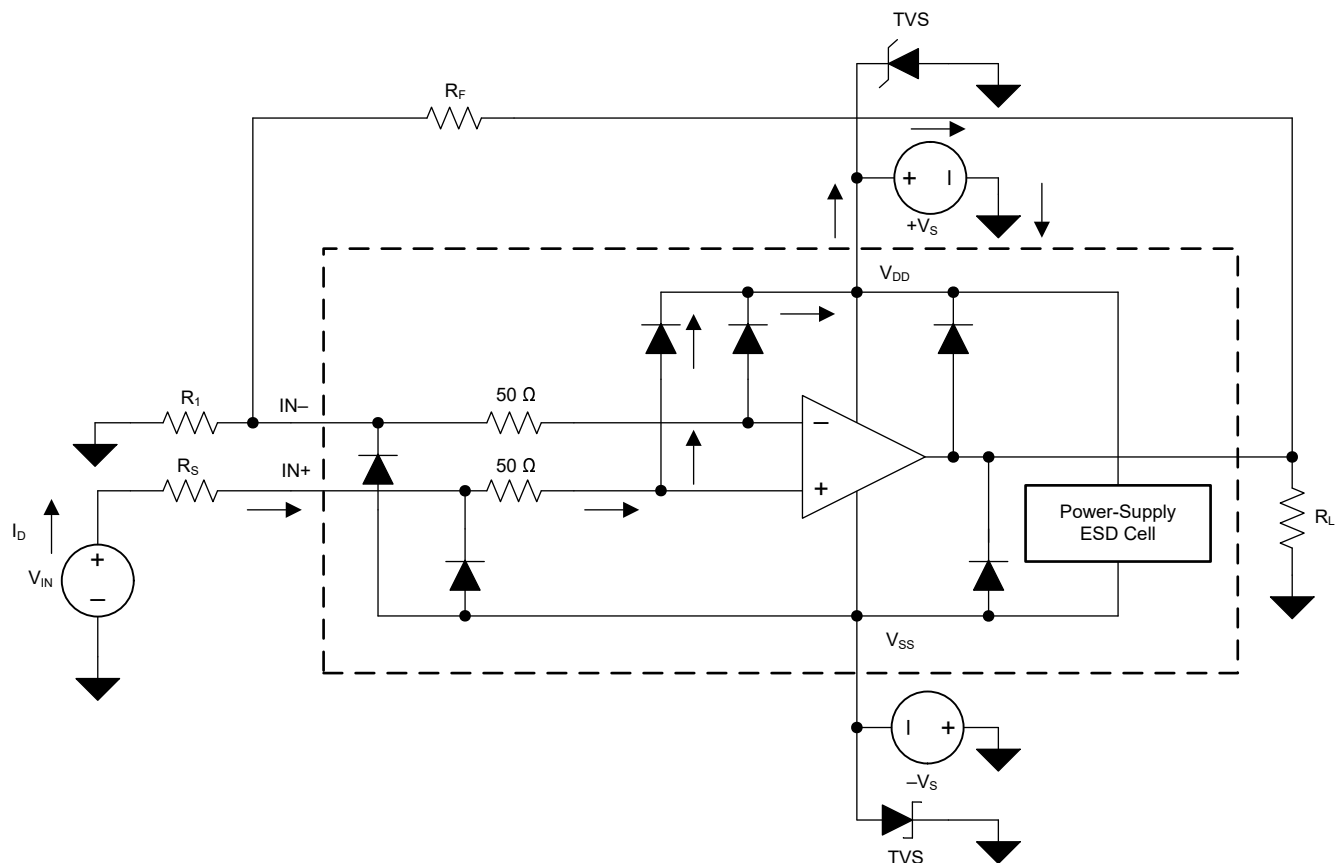 TVS
R_F
+
I
+V_S
V_DD
R_1
IN–
50 Ω
–
R_S
IN+
50 Ω
+
Power-Supply
ESD Cell
R_L
I_D
V_IN
+
–
V_SS
I
+
–V_S
TVS